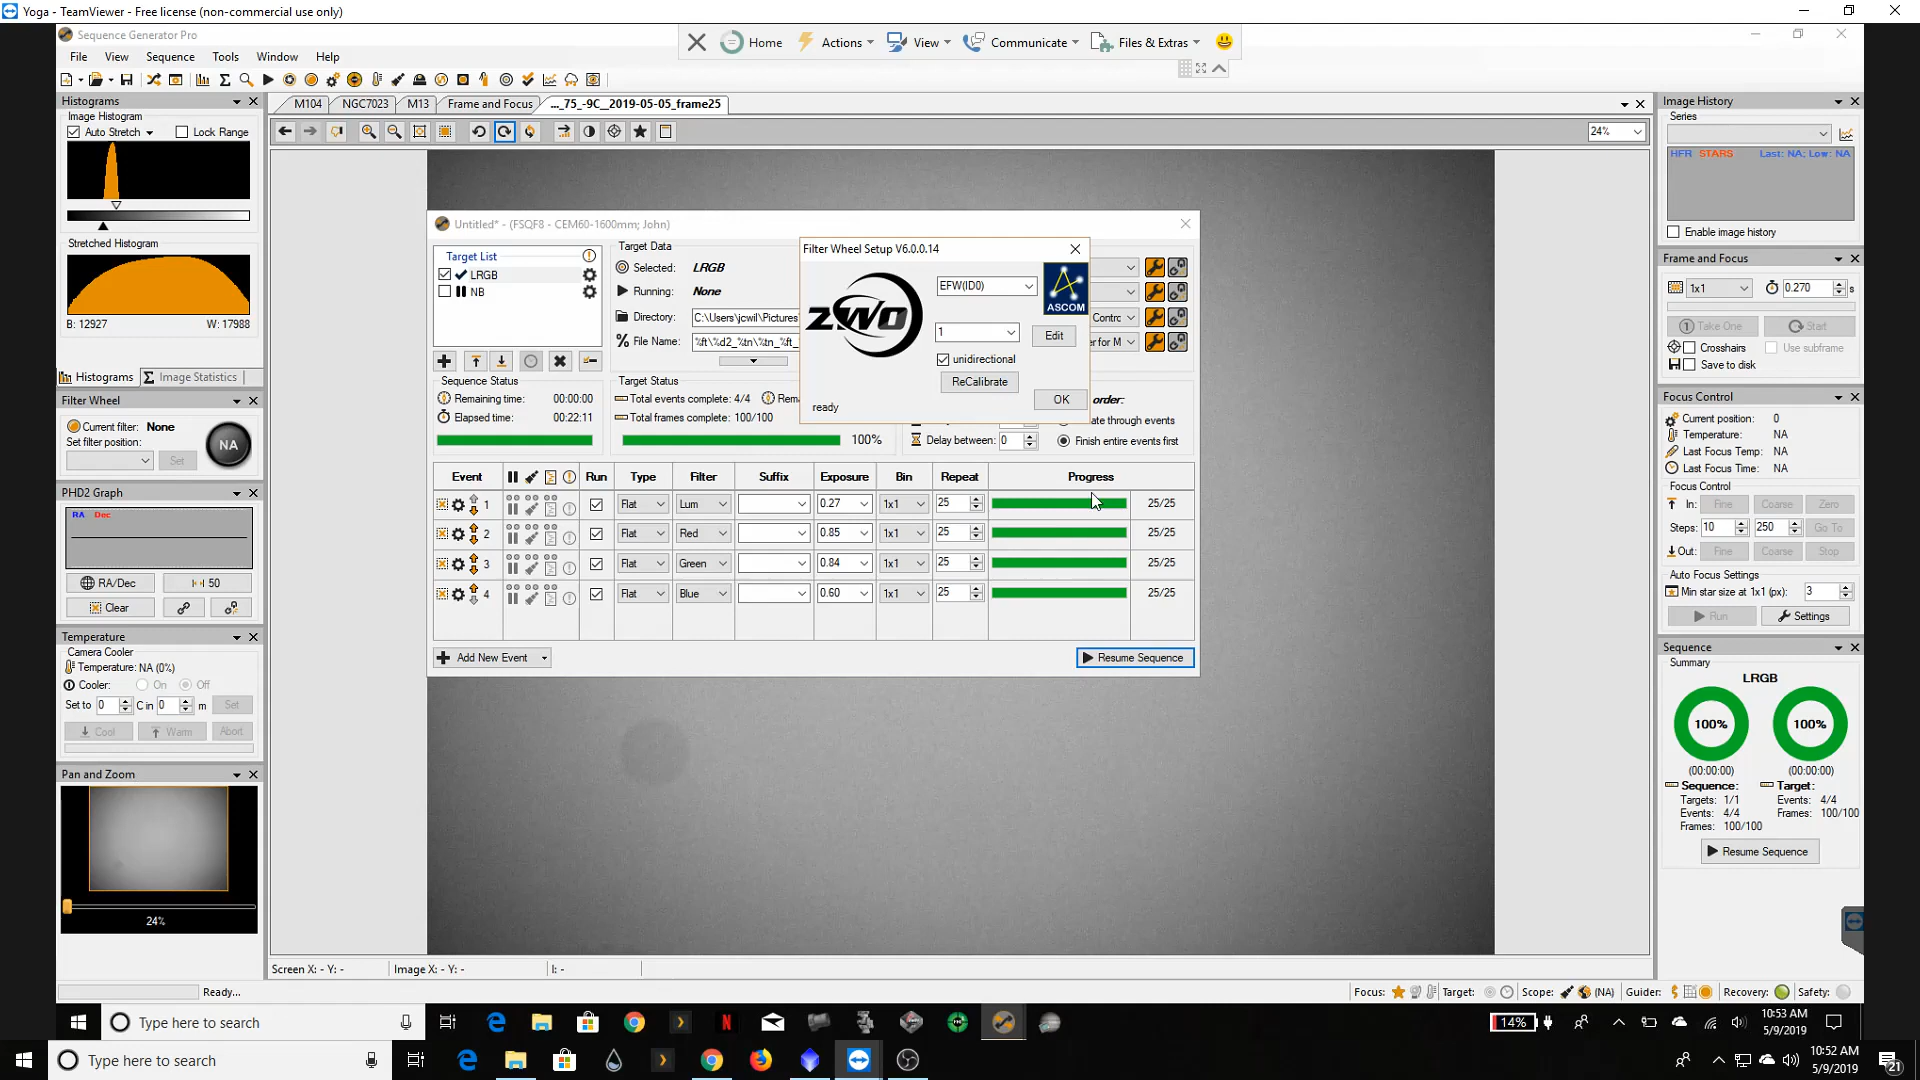 Yoga - TeamViewer - Free license (non-commercial use only)
Sequence Generator Pro
Home Actions View Communicate Files & Extras
File View Sequence Tools Window Help
M104 NGC7023 M13 Frame and Focus ..._75_-9C__2019-05-05_frame25
24%
Histograms
Image Histogram
Auto Stretch Lock Range
Stretched Histogram
B: 12927 W: 17988
Histograms Image Statistics
Filter Wheel
Current filter: None
Set filter position:
Set
NA
PHD2 Graph
RA Dec
RA/Dec 50
Clear
Temperature
Camera Cooler
Temperature: NA (0%)
Cooler: On Off
Set to 0 C in 0 m Set
Cool Warm Abort
Pan and Zoom
24%
Untitled* - (FSQF8 - CEM60-1600mm; John)
Target List
LRGB
NB
Target Data
Selected: LRGB
Running: None
Directory: C:\Users\jcwil\Pictures
File Name: %ft\%d2_%tn\%tn_%ft_
Contrc
er for M
Filter Wheel Setup V6.0.0.14
ZWO
EFW(ID0)
ASCOM
1
Edit
unidirectional
ReCalibrate
ready
OK
Sequence Status
Remaining time: 00:00:00
Elapsed time: 00:22:11
Target Status
Total events complete: 4/4 Rema
Total frames complete: 100/100
100%
order:
ate through events
Delay between: 0 Finish entire events first
Event Run Type Filter Suffix Exposure Bin Repeat Progress
1 Flat Lum 0.27 1x1 25 25/25
2 Flat Red 0.85 1x1 25 25/25
3 Flat Green 0.84 1x1 25 25/25
4 Flat Blue 0.60 1x1 25 25/25
Add New Event Resume Sequence
Image History
Series
HFR STARS Last: NA; Low: NA
Enable image history
Frame and Focus
1x1 0.270 s
Take One Start
Crosshairs Use subframe
Save to disk
Focus Control
Current position: 0
Temperature: NA
Last Focus Temp: NA
Last Focus Time: NA
Focus Control
In: Fine Coarse Zero
Steps: 10 250 Go To
Out: Fine Coarse Stop
Auto Focus Settings
Min star size at 1x1 (px): 3
Run Settings
Sequence
Summary
LRGB
100% 100%
(00:00:00) (00:00:00)
Sequence: Target:
Targets: 1/1 Events: 4/4
Events: 4/4 Frames: 100/100
Frames: 100/100
Resume Sequence
Screen X: - Y: - Image X: - Y: - I: -
Ready... Focus: Target: Scope: (NA) Guider: Recovery: Safety:
Type here to search 14% 10:53 AM
5/9/2019
Type here to search 10:52 AM
5/9/2019
21